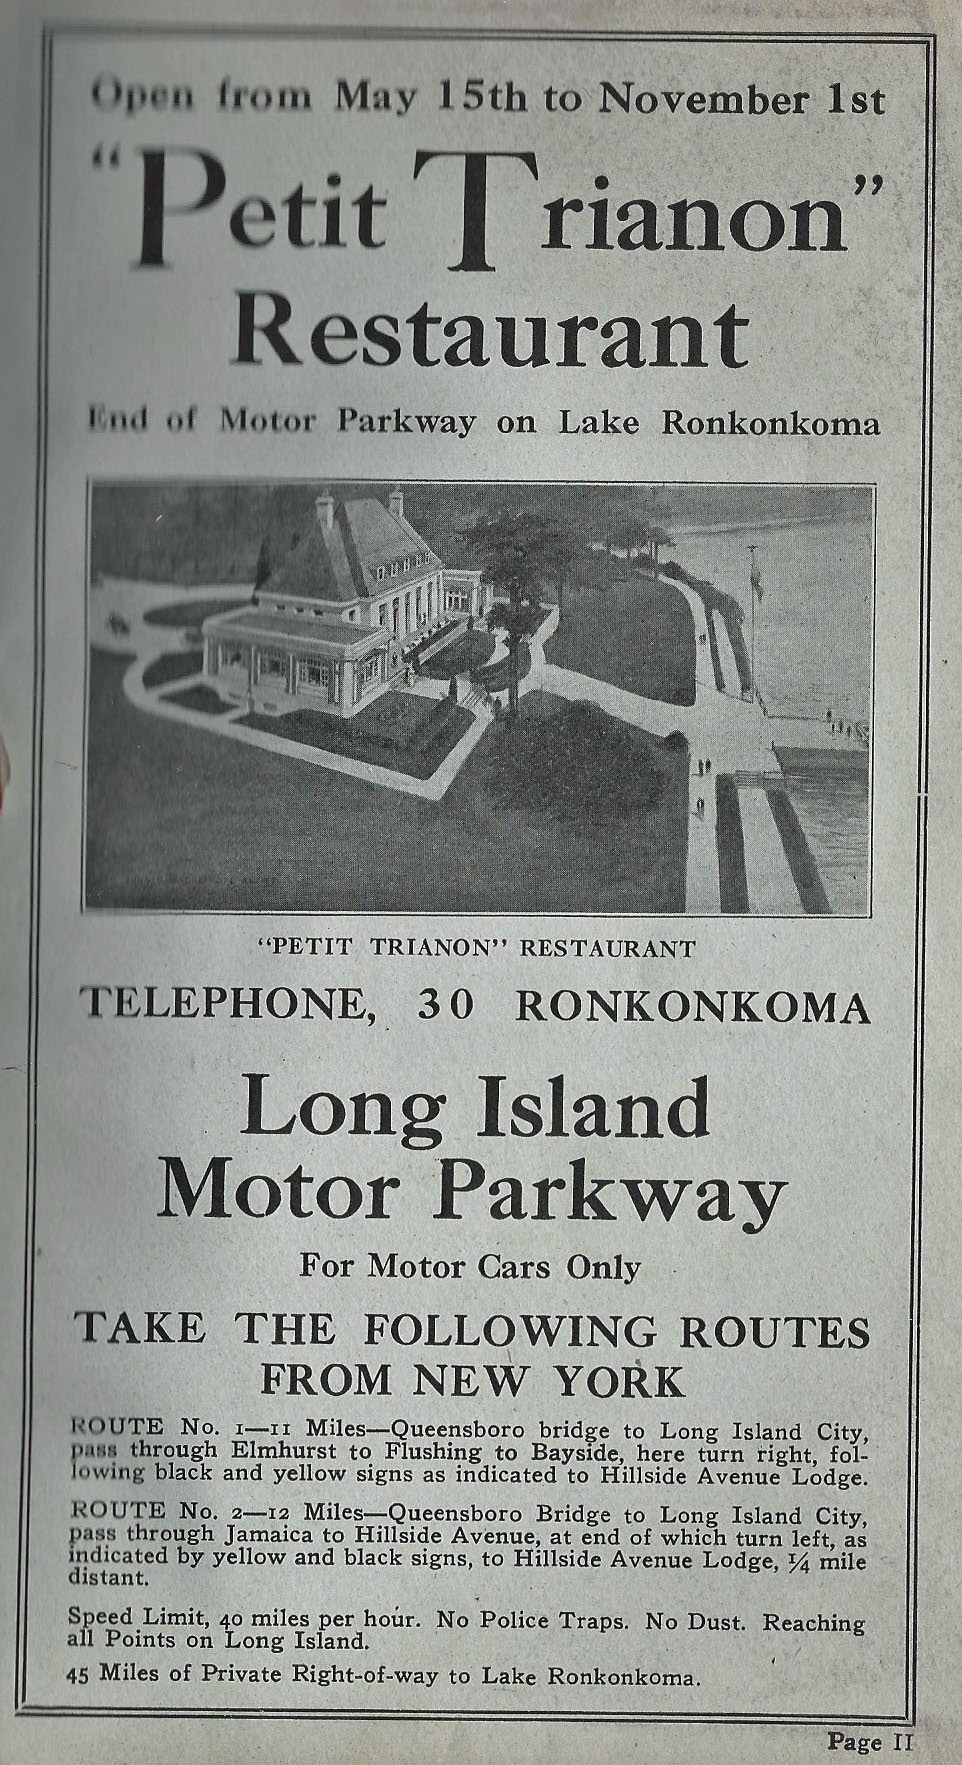 Open from May 15th to November 1st
"Petit Trianon"
Restaurant
End of Motor Parkway on Lake Ronkonkoma
"PETIT TRIANON" RESTAURANT
TELEPHONE, 30 RONKONKOMA
Long Island
Motor Parkway
For Motor Cars Only
TAKE THE FOLLOWING ROUTES
FROM NEW YORK
ROUTE No. 1—11 Miles—Queensboro bridge to Long Island City,
pass through Elmhurst to Flushing to Bayside, here turn right, fol-
lowing black and yellow signs as indicated to Hillside Avenue Lodge.
ROUTE No. 2—12 Miles—Queensboro Bridge to Long Island City,
pass through Jamaica to Hillside Avenue, at end of which turn left, as
indicated by yellow and black signs, to Hillside Avenue Lodge, ¼ mile
distant.
Speed Limit, 40 miles per hour. No Police Traps. No Dust. Reaching
all Points on Long Island.
45 Miles of Private Right-of-way to Lake Ronkonkoma.
Page 11